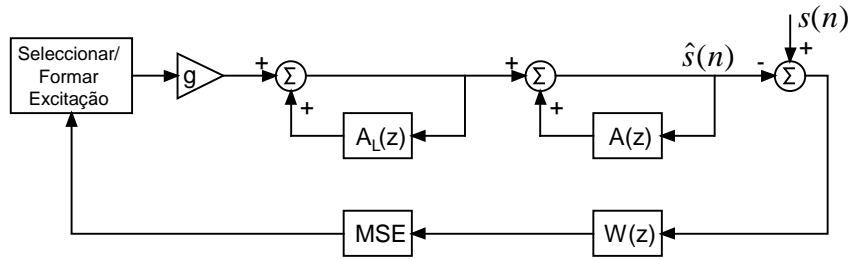 s(n)
Seleccionar/
Formar
Excitação
g
+
Σ
+
+
Σ
+
ŝ(n)
-
Σ
+
A_L(z)
A(z)
MSE
W(z)